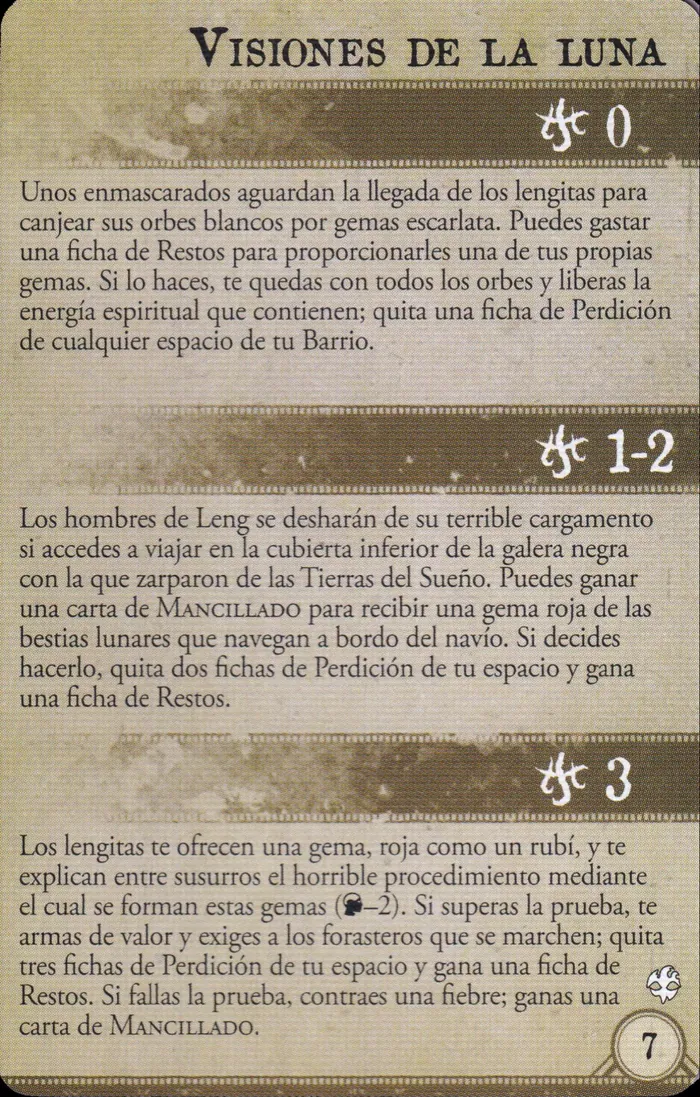 Visiones de la luna
0
Unos enmascarados aguardan la llegada de los lengitas para
canjear sus orbes blancos por gemas escarlata. Puedes gastar
una ficha de Restos para proporcionarles una de tus propias
gemas. Si lo haces, te quedas con todos los orbes y liberas la
energía espiritual que contienen; quita una ficha de Perdición
de cualquier espacio de tu Barrio.
1-2
Los hombres de Leng se desharán de su terrible cargamento
si accedes a viajar en la cubierta inferior de la galera negra
con la que zarparon de las Tierras del Sueño. Puedes ganar
una carta de Mancillado para recibir una gema roja de las
bestias lunares que navegan a bordo del navío. Si decides
hacerlo, quita dos fichas de Perdición de tu espacio y gana
una ficha de Restos.
3
Los lengitas te ofrecen una gema, roja como un rubí, y te
explican entre susurros el horrible procedimiento mediante
el cual se forman estas gemas (–2). Si superas la prueba, te
armas de valor y exiges a los forasteros que se marchen; quita
tres fichas de Perdición de tu espacio y gana una ficha de
Restos. Si fallas la prueba, contraes una fiebre; ganas una
carta de Mancillado.
7